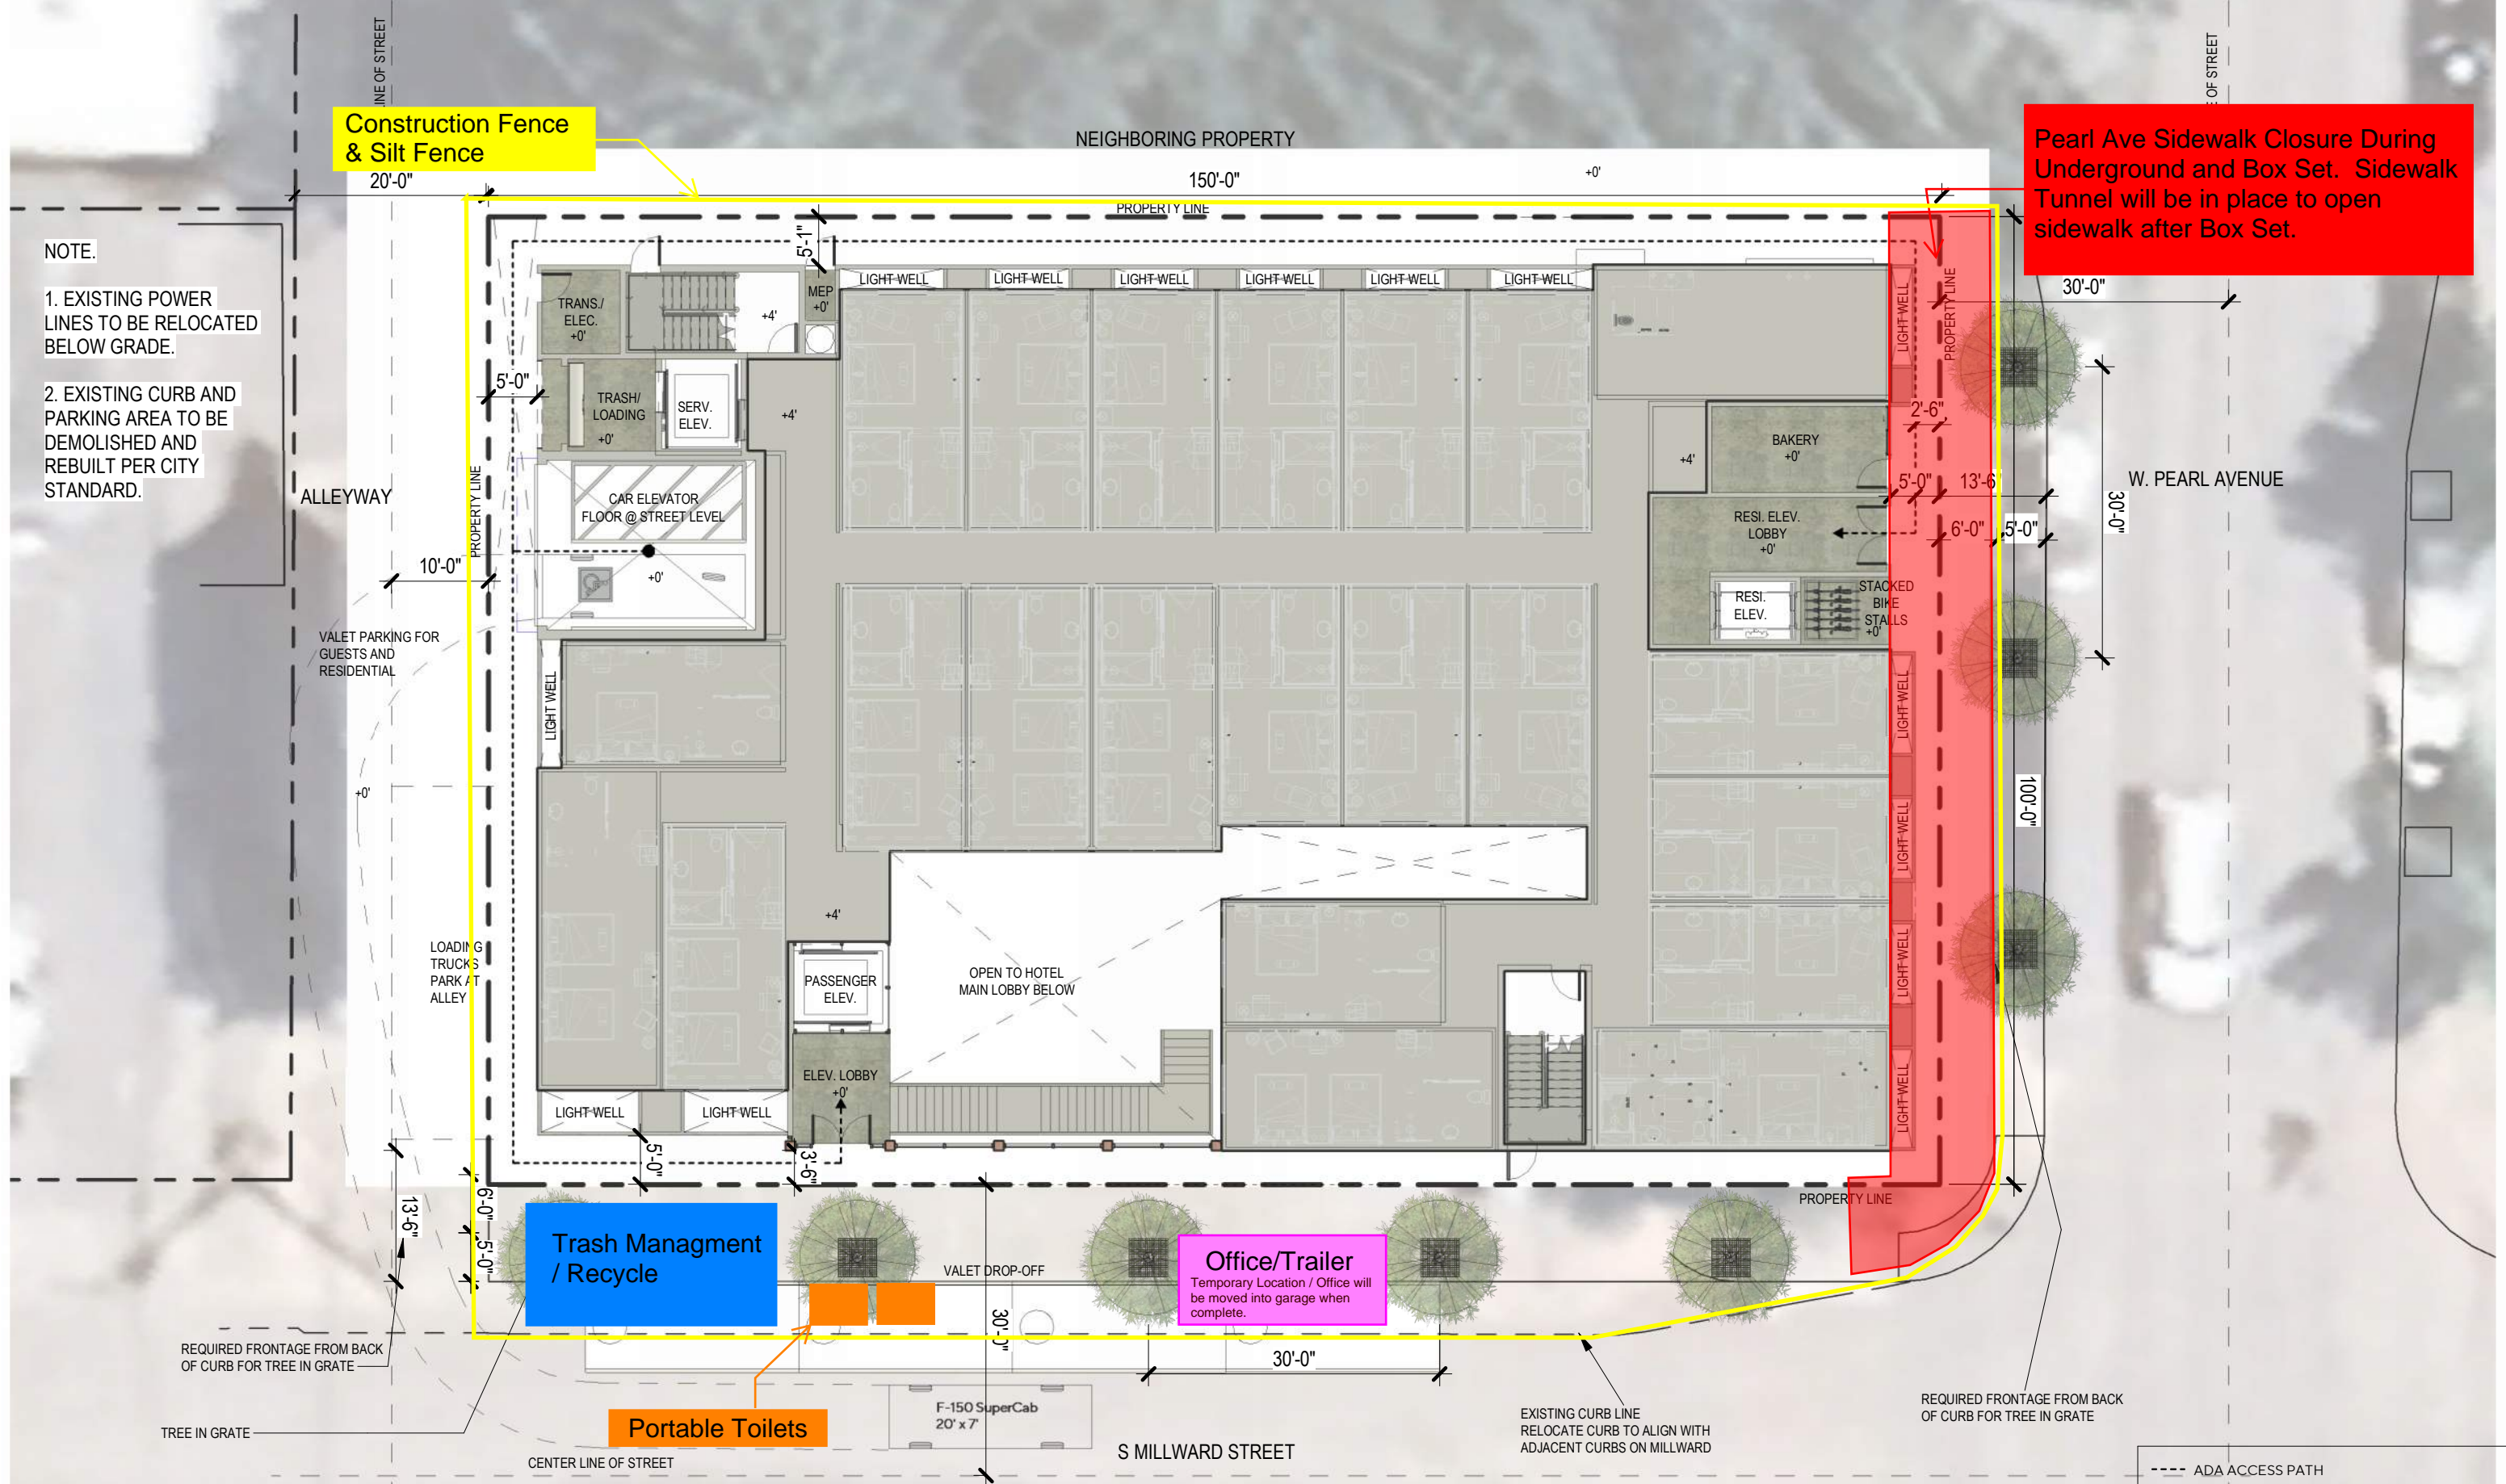 LINE OF STREET
E OF STREET
Construction Fence
& Silt Fence
NEIGHBORING PROPERTY
Pearl Ave Sidewalk Closure During
Underground and Box Set. Sidewalk
Tunnel will be in place to open
sidewalk after Box Set.
20'-0"
150'-0"
+0'
PROPERTY LINE
NOTE.
1. EXISTING POWER
LINES TO BE RELOCATED
BELOW GRADE.
2. EXISTING CURB AND
PARKING AREA TO BE
DEMOLISHED AND
REBUILT PER CITY
STANDARD.
5'-1"
LIGHT WELL
LIGHT WELL
LIGHT WELL
LIGHT WELL
LIGHT WELL
LIGHT WELL
LIGHT WELL
PROPERTY LINE
30'-0"
TRANS./
ELEC.
+0'
+4'
MEP
+0'
5'-0"
TRASH/
LOADING
+0'
SERV.
ELEV.
+4'
2'-6"
BAKERY
+0'
+4'
ALLEYWAY
PROPERTY LINE
CAR ELEVATOR
FLOOR @ STREET LEVEL
+0'
5'-0"
13'-6
W. PEARL AVENUE
30'-0"
RESI. ELEV.
LOBBY
+0'
6'-0"
5'-0"
10'-0"
RESI.
ELEV.
STACKED
BIKE
STALLS
+0'
VALET PARKING FOR
GUESTS AND
RESIDENTIAL
LIGHT WELL
LIGHT WELL
+0'
100'-0"
LIGHT WELL
LOADING
TRUCKS
PARK AT
ALLEY
+4'
PASSENGER
ELEV.
OPEN TO HOTEL
MAIN LOBBY BELOW
LIGHT WELL
ELEV. LOBBY
+0'
LIGHT WELL
LIGHT WELL
LIGHT WELL
5'-0"
3'-6"
PROPERTY LINE
13'-6"
6'-0"
5'-0"
Trash Managment
/ Recycle
VALET DROP-OFF
Office/Trailer
Temporary Location / Office will
be moved into garage when
complete.
30'-0"
30'-0"
REQUIRED FRONTAGE FROM BACK
OF CURB FOR TREE IN GRATE
F-150 SuperCab
20' x 7'
Portable Toilets
TREE IN GRATE
CENTER LINE OF STREET
S MILLWARD STREET
EXISTING CURB LINE
RELOCATE CURB TO ALIGN WITH
ADJACENT CURBS ON MILLWARD
REQUIRED FRONTAGE FROM BACK
OF CURB FOR TREE IN GRATE
ADA ACCESS PATH